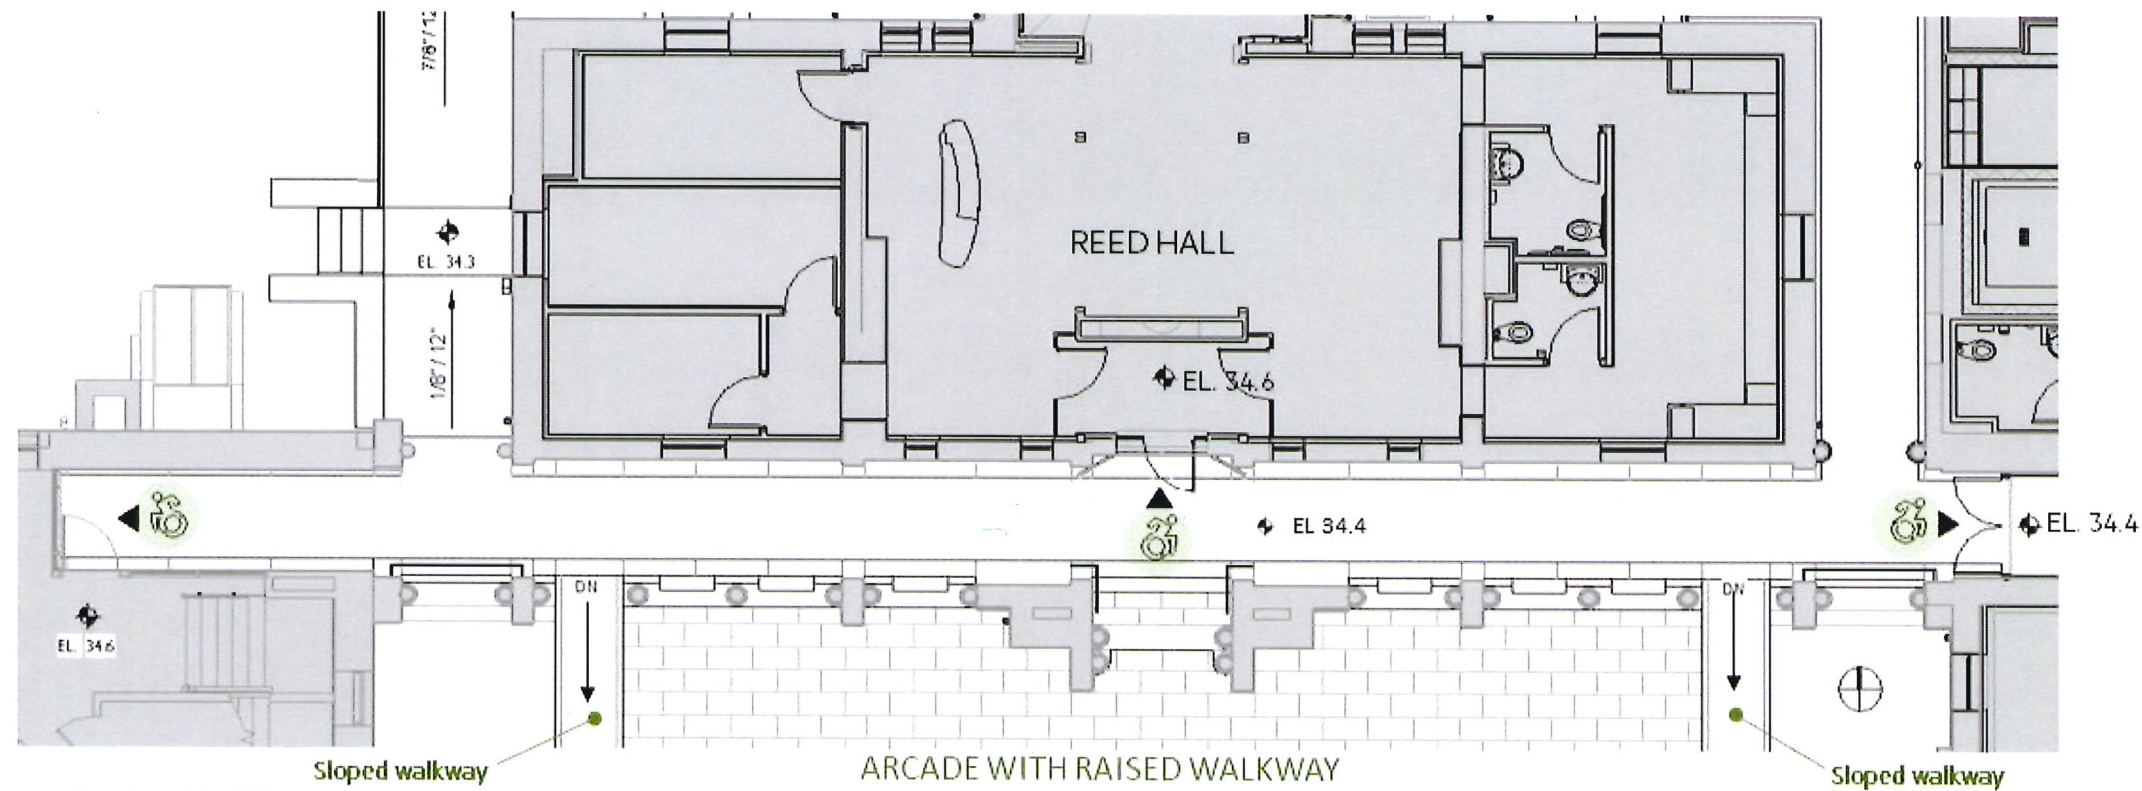 7/8"/ 12
EL. 34.3
1/8"/ 12"
REED HALL
EL. 34.6
EL 34.4
EL. 34.4
DN
DN
EL. 34.6
Sloped walkway
ARCADE WITH RAISED WALKWAY
Sloped walkway